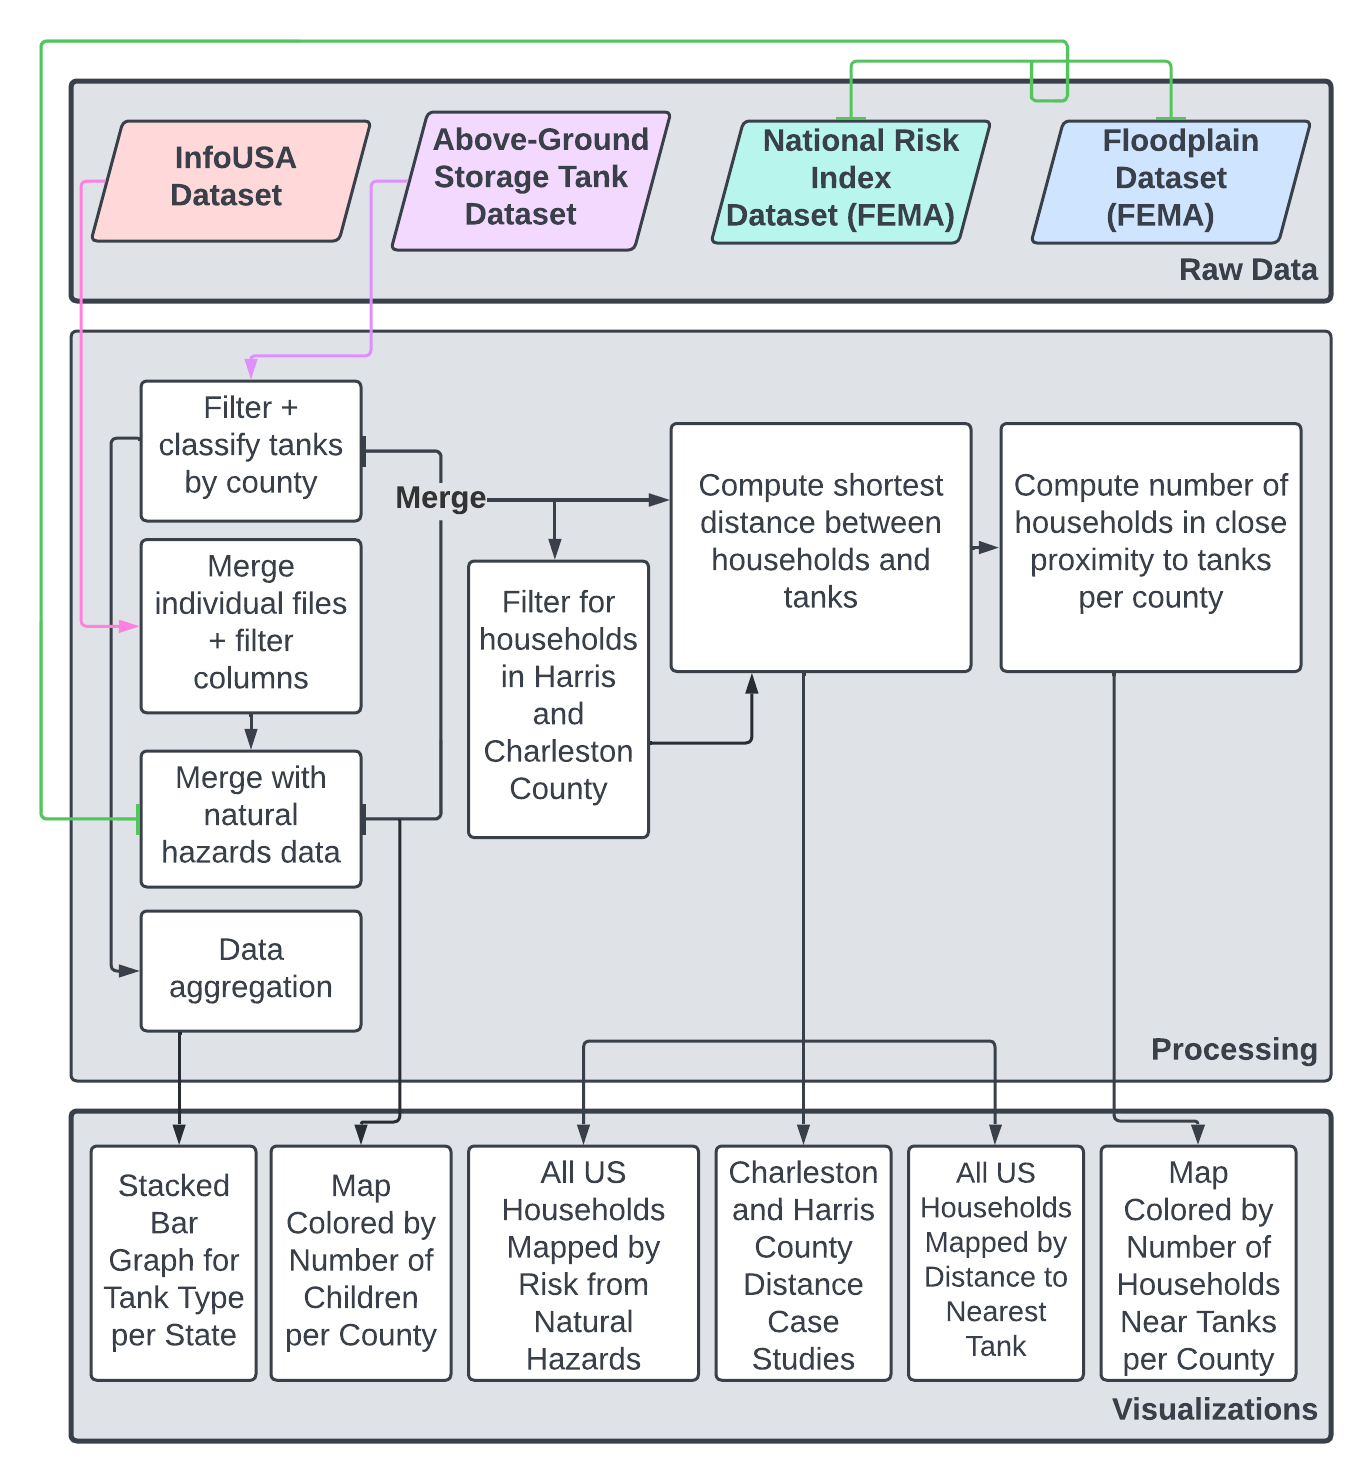 InfoUSA
Dataset
Above-Ground
Storage Tank
Dataset
National Risk
Index
Dataset (FEMA)
Floodplain
Dataset
(FEMA)
Raw Data
Filter +
classify tanks
by county
Merge
individual files
+ filter
columns
Merge with
natural
hazards data
Data
aggregation
Merge
Filter for
households
in Harris
and
Charleston
County
Compute shortest
distance between
households and
tanks
Compute number of
households in close
proximity to tanks
per county
Processing
Stacked
Bar
Graph for
Tank Type
per State
Map
Colored by
Number of
Children
per County
All US
Households
Mapped by
Risk from
Natural
Hazards
Charleston
and Harris
County
Distance
Case
Studies
All US
Households
Mapped by
Distance to
Nearest
Tank
Map
Colored by
Number of
Households
Near Tanks
per County
Visualizations